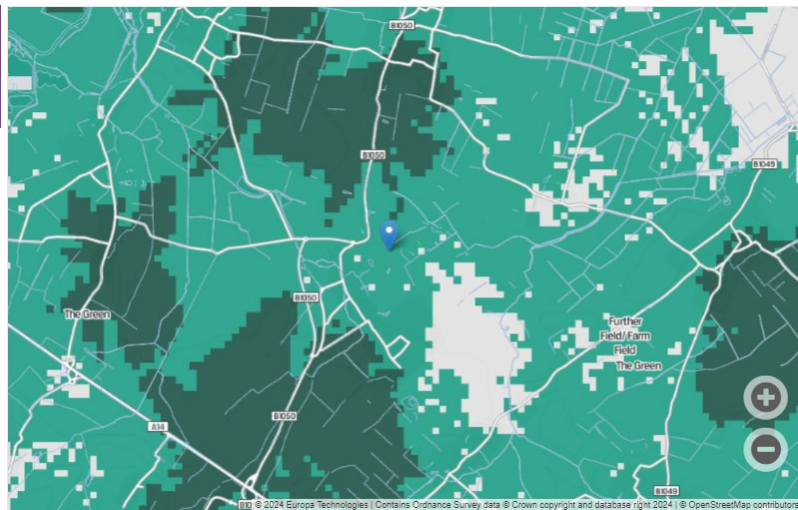 B1050
B1050
B1049
B1050
The Green
Further
Field/ Farm
Field
The Green
B1050
A14
B1049
B10
© 2024 Europa Technologies | Contains Ordnance Survey data © Crown copyright and database right 2024 | © OpenStreetMap contributors